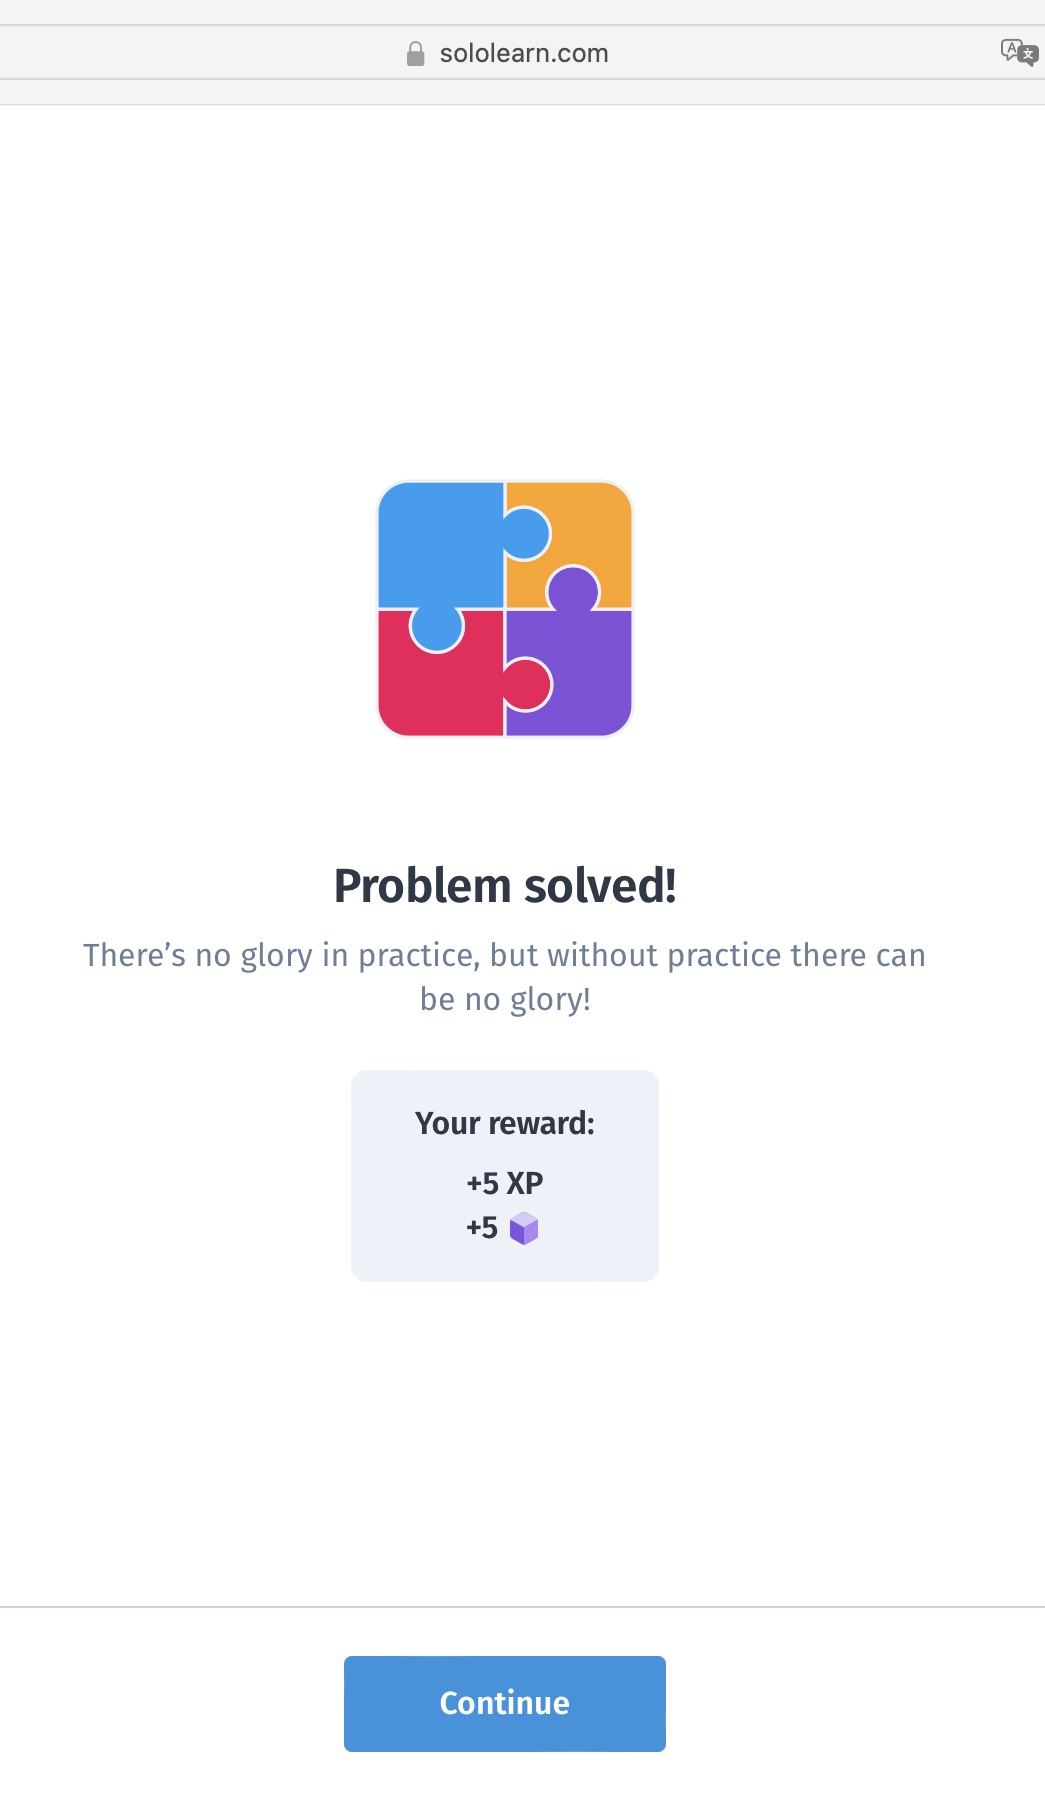 sololearn.com
A 文
Problem solved!
There’s no glory in practice, but without practice there can
be no glory!
Your reward:
+5 XP
+5
Continue